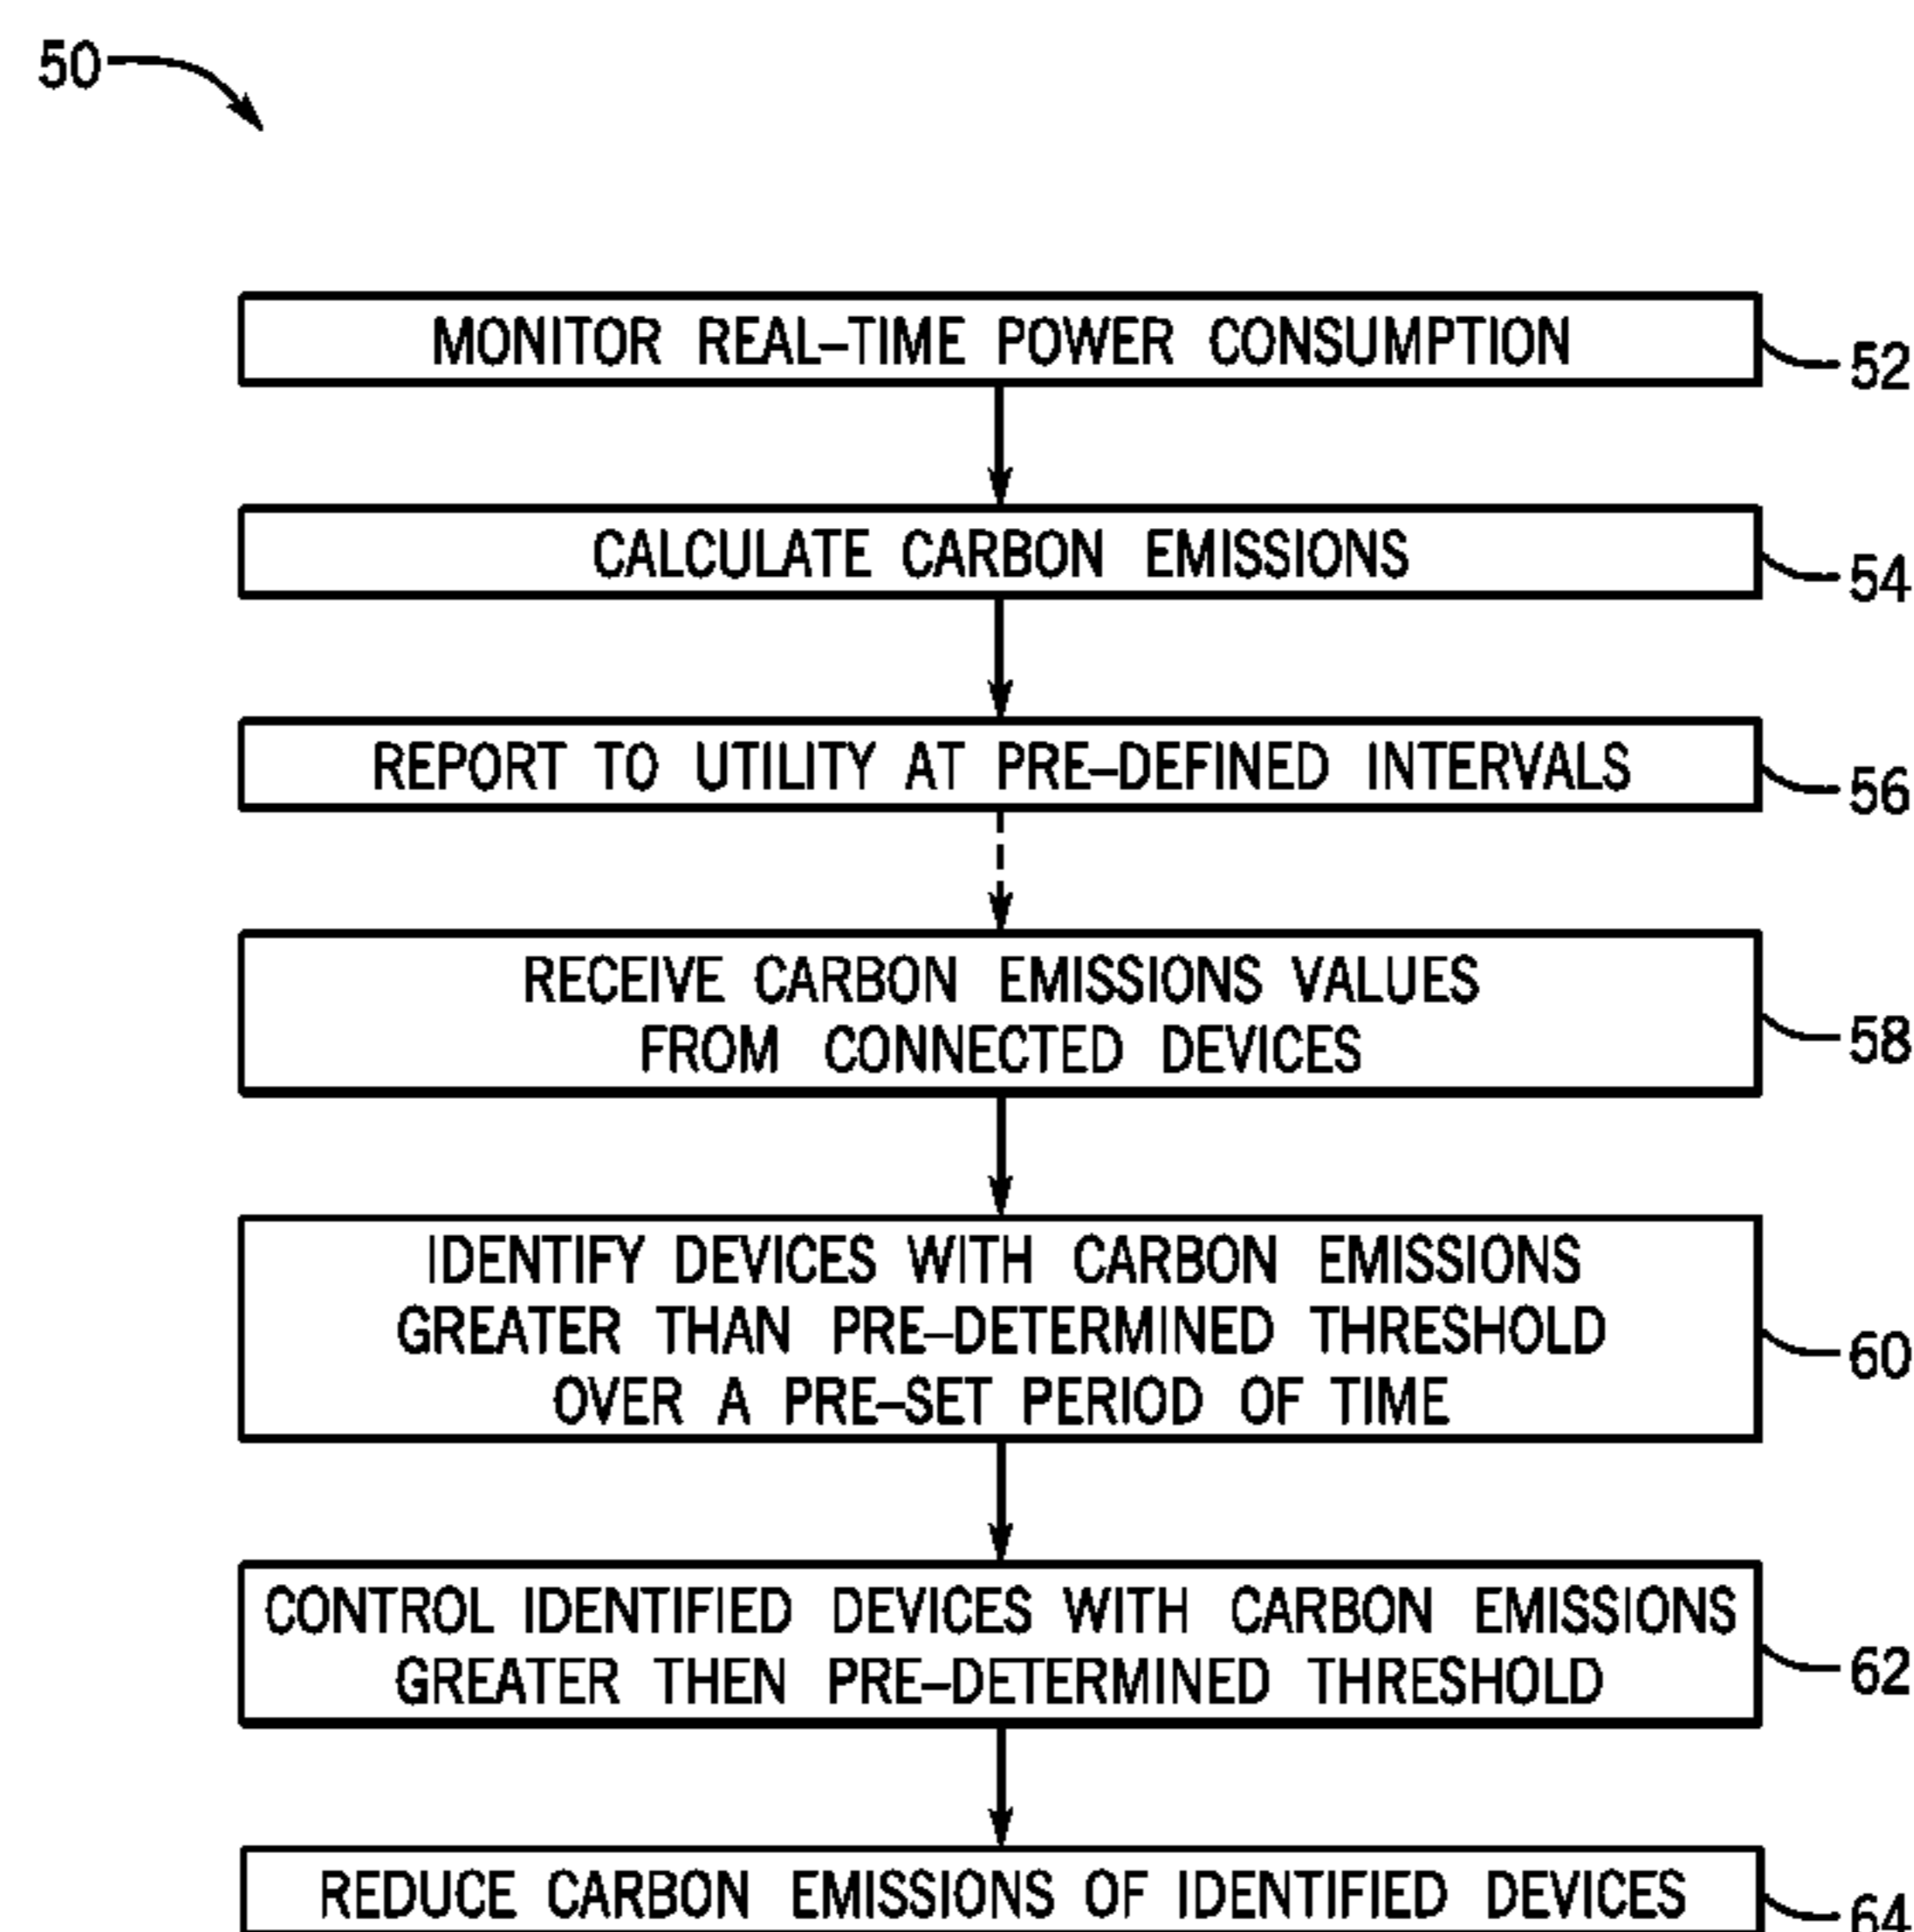 50
MONITOR REAL–TIME POWER CONSUMPTION
52
CALCULATE CARBON EMISSIONS
54
REPORT TO UTILITY AT PRE–DEFINED INTERVALS
56
RECEIVE CARBON EMISSIONS VALUES
FROM CONNECTED DEVICES
58
IDENTIFY DEVICES WITH CARBON EMISSIONS
GREATER THAN PRE–DETERMINED THRESHOLD
OVER A PRE–SET PERIOD OF TIME
60
CONTROL IDENTIFIED DEVICES WITH CARBON EMISSIONS
GREATER THEN PRE–DETERMINED THRESHOLD
62
REDUCE CARBON EMISSIONS OF IDENTIFIED DEVICES
64